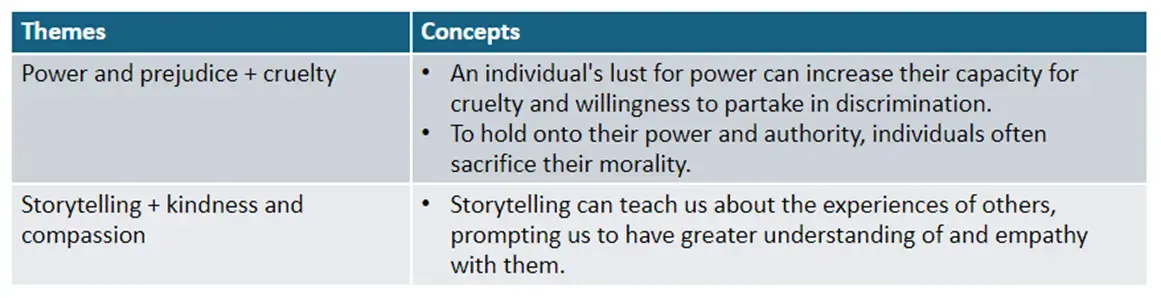 Themes
Concepts
Power and prejudice + cruelty
• An individual's lust for power can increase their capacity for
cruelty and willingness to partake in discrimination.
• To hold onto their power and authority, individuals often
sacrifice their morality.
Storytelling + kindness and
compassion
• Storytelling can teach us about the experiences of others,
prompting us to have greater understanding of and empathy
with them.